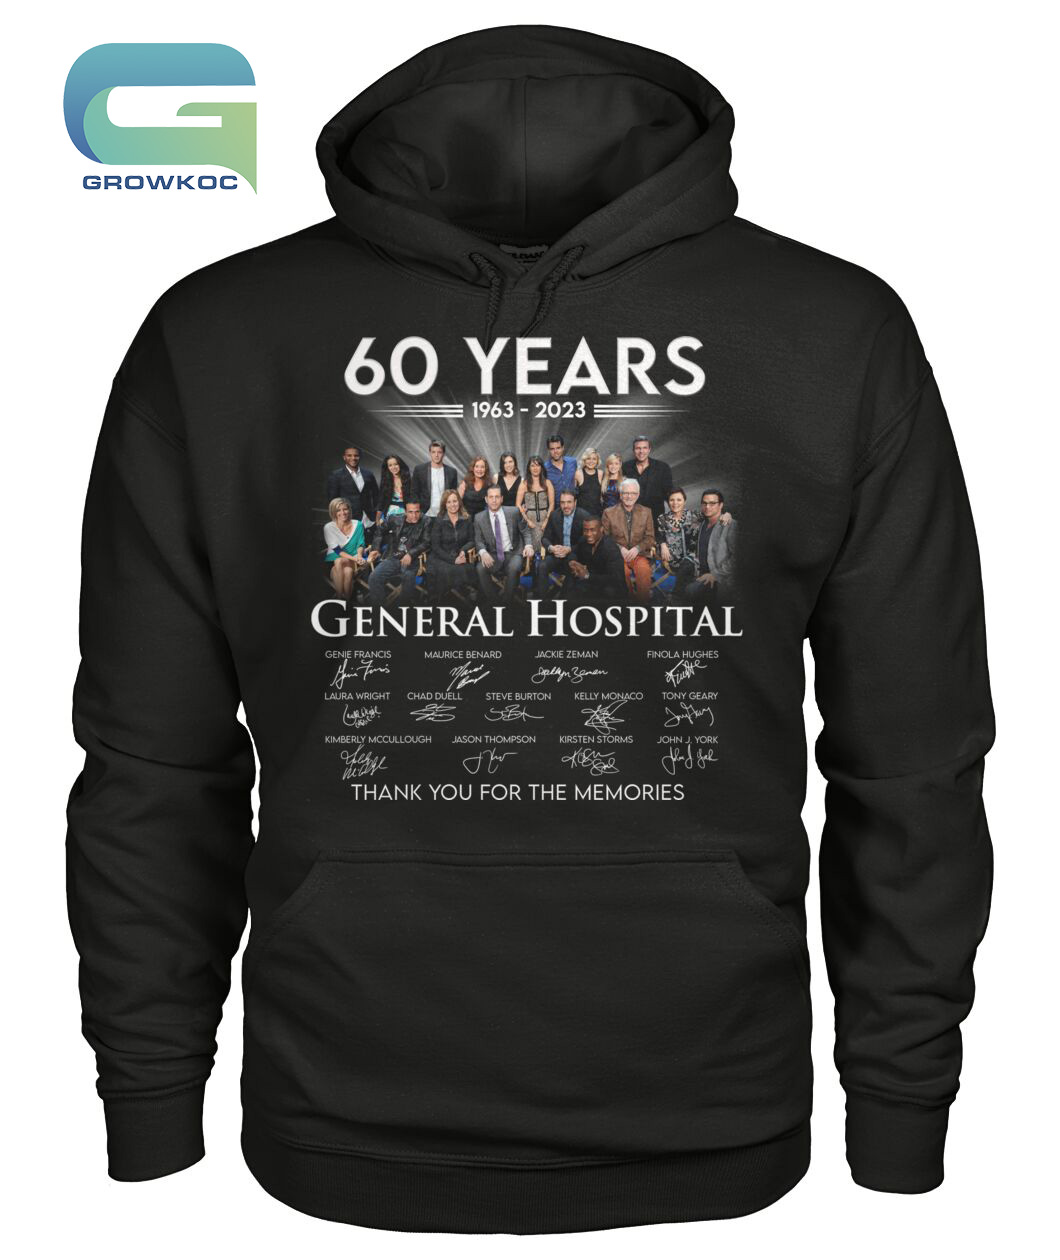 GROWKOC
60 YEARS
1963 - 2023
GENERAL HOSPITAL
GENIE FRANCIS MAURICE BENARD JACKIE ZEMAN FINOLA HUGHES
LAURA WRIGHT CHAD DUELL STEVE BURTON KELLY MONACO TONY GEARY
KIMBERLY MCCULLOUGH JASON THOMPSON KIRSTEN STORMS JOHN J. YORK
THANK YOU FOR THE MEMORIES